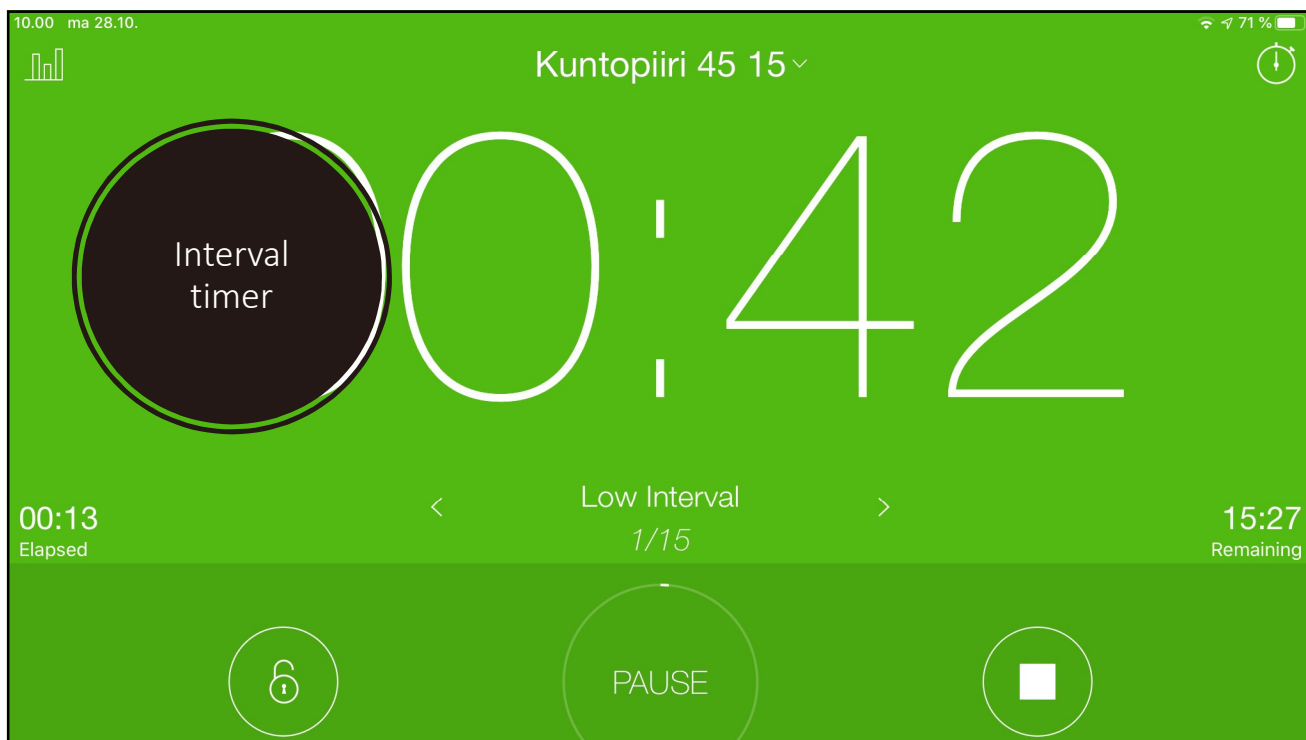 10.00 ma 28.10.
71 %
Kuntopiiri 45 15
00:42
Interval
timer
Low Interval
1/15
00:13
Elapsed
15:27
Remaining
PAUSE